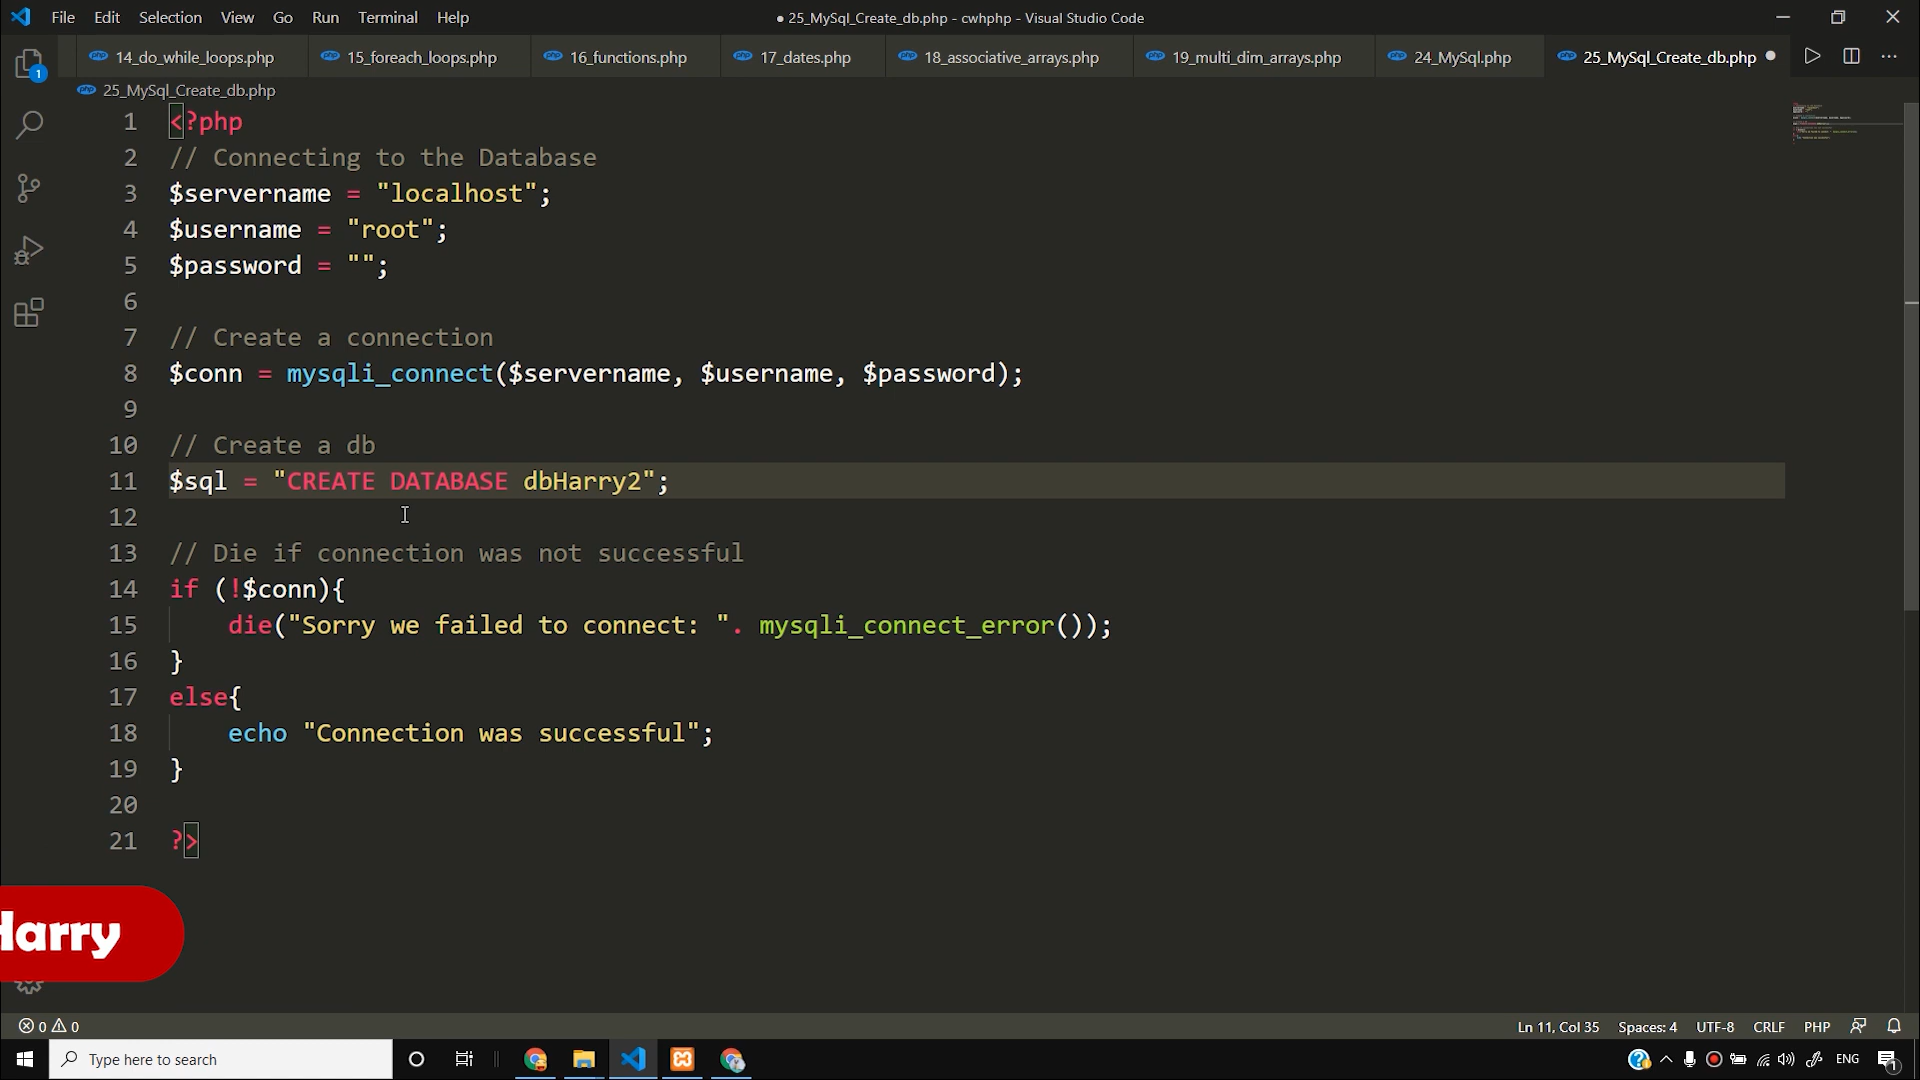 File Edit Selection View Go Run Terminal Help
● 25_MySql_Create_db.php - cwhphp - Visual Studio Code
14_do_while_loops.php 15_foreach_loops.php 16_functions.php 17_dates.php 18_associative_arrays.php 19_multi_dim_arrays.php 24_MySql.php 25_MySql_Create_db.php
25_MySql_Create_db.php
1 <?php
2 // Connecting to the Database
3 $servername = "localhost";
4 $username = "root";
5 $password = "";
6
7 // Create a connection
8 $conn = mysqli_connect($servername, $username, $password);
9
10 // Create a db
11 $sql = "CREATE DATABASE dbHarry2";
12
13 // Die if connection was not successful
14 if (!$conn){
15 die("Sorry we failed to connect: ". mysqli_connect_error());
16 }
17 else{
18 echo "Connection was successful";
19 }
20
21 ?>
Harry
0 0 Ln 11, Col 35 Spaces: 4 UTF-8 CRLF PHP
Type here to search
ENG